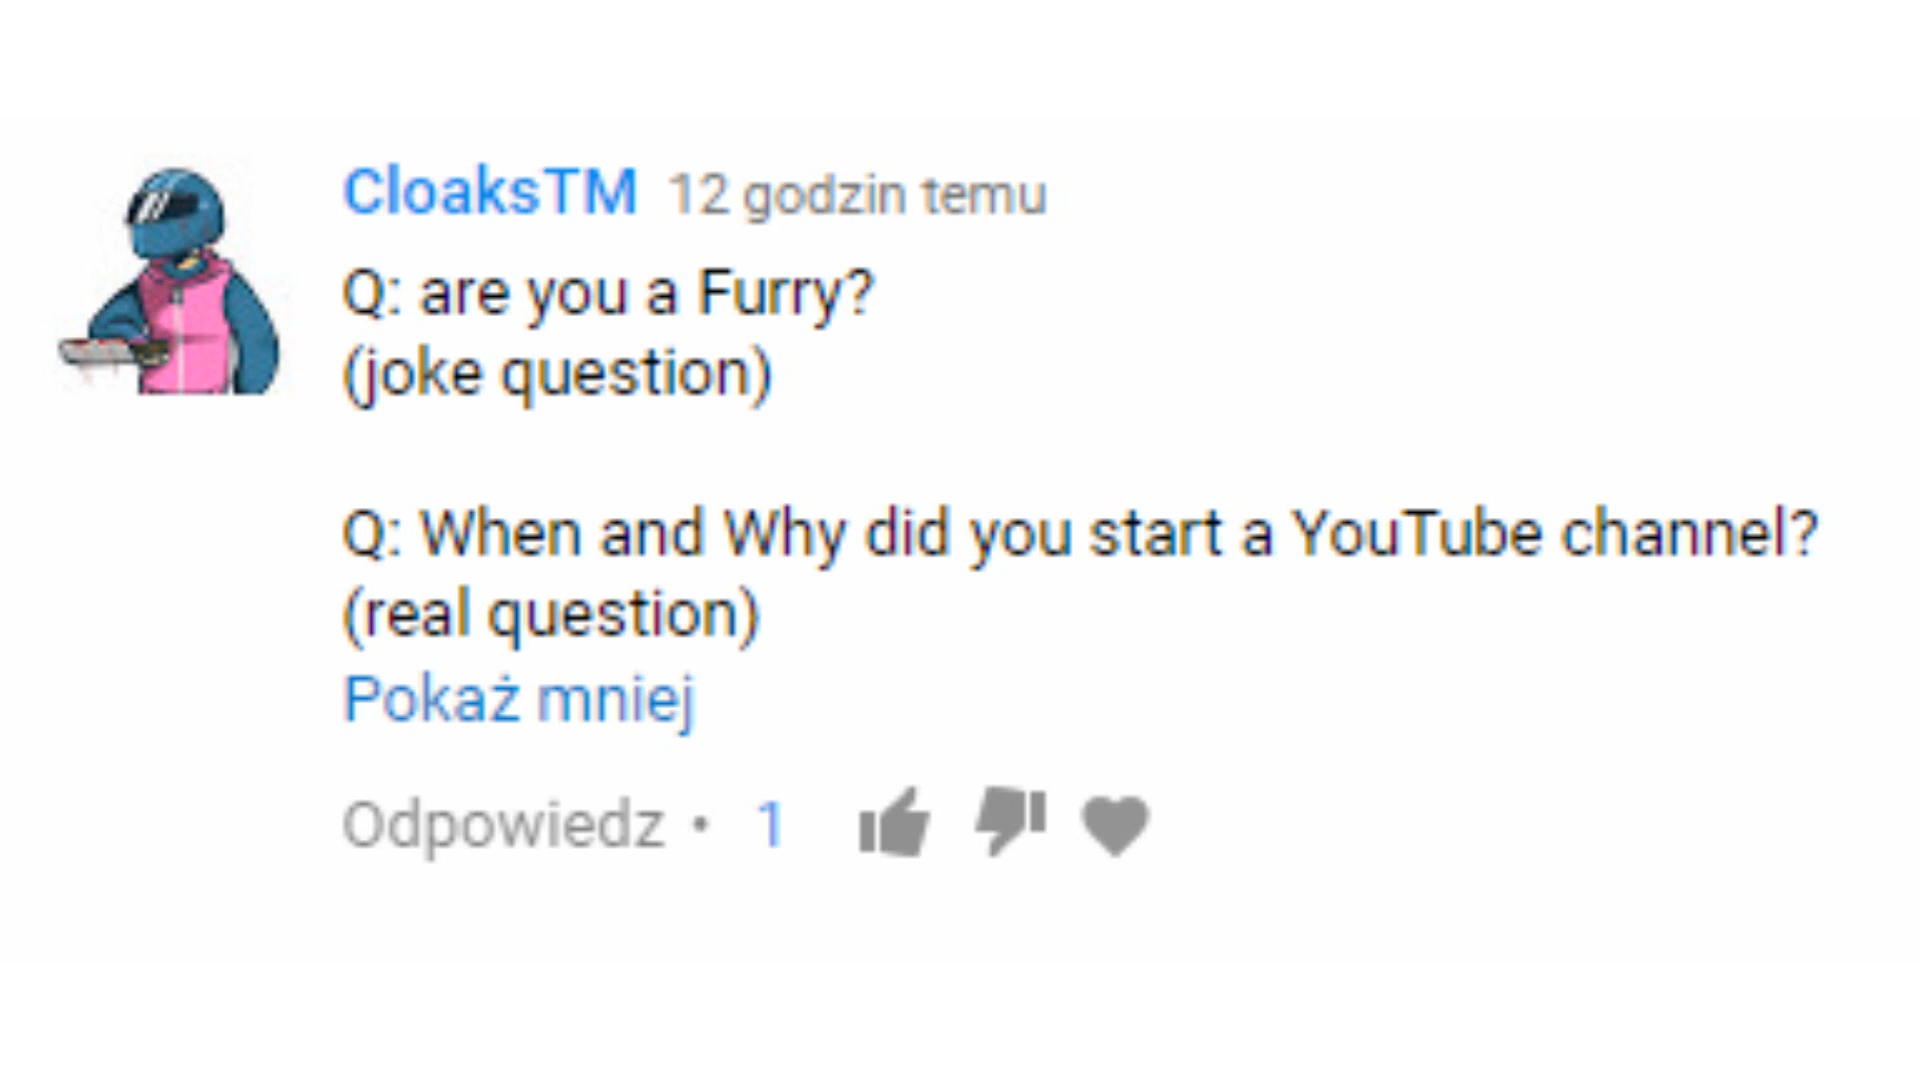 CloaksTM 12 godzin temu
Q: are you a Furry?
(joke question)
Q: When and Why did you start a YouTube channel?
(real question)
Pokaż mniej
Odpowiedz • 1